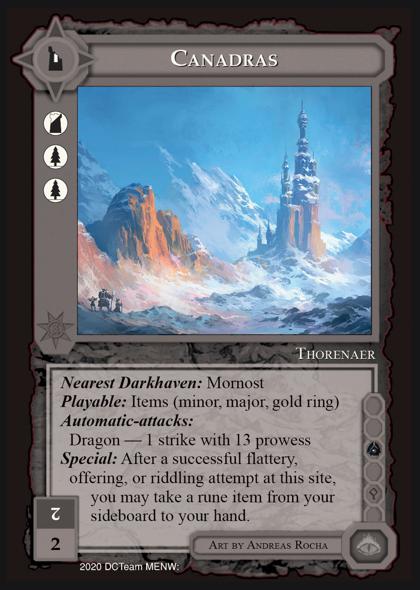 CANADRAS
THORENAER
Nearest Darkhaven: Mornost
Playable: Items (minor, major, gold ring)
Automatic-attacks:
Dragon — 1 strike with 13 prowess
Special: After a successful flattery,
offering, or riddling attempt at this site,
you may take a rune item from your
sideboard to your hand.
2
2
ART BY ANDREAS ROCHA
2020 DCTeam MENW: